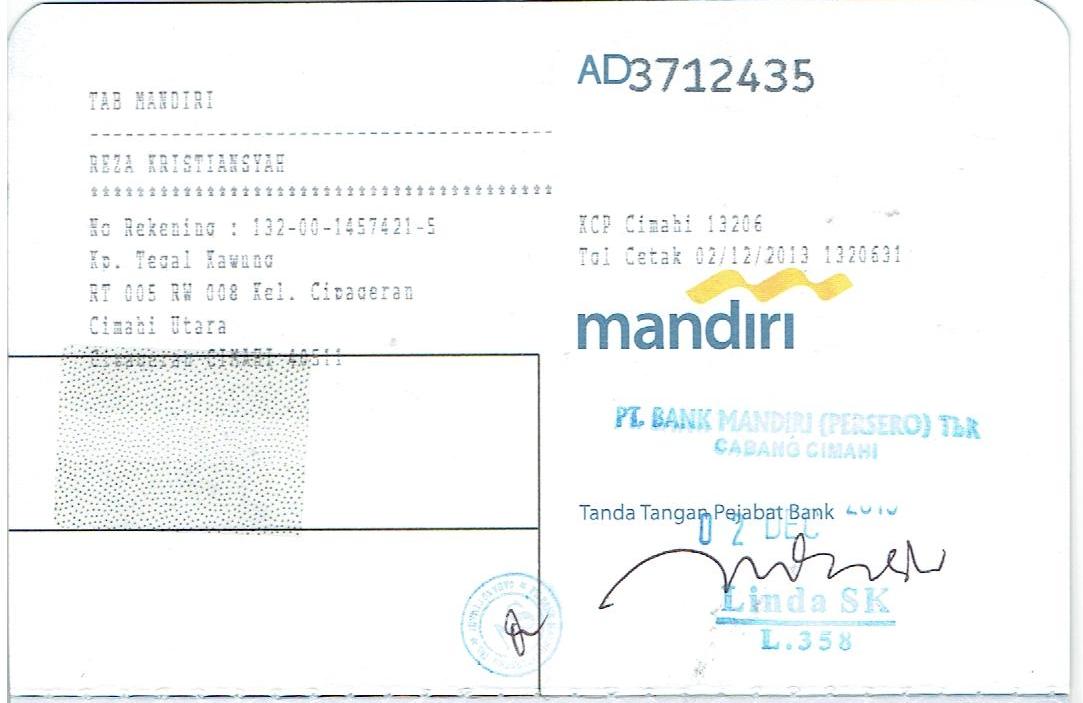 AD3712435
TAB MANDIRI
----------------------------------------
REZA KRISTIANSYAH
****************************************
No Rekening : 132-00-1457421-5
Kp. Tegal Kawung
RT 005 RW 008 Kel. Cipageran
Cimahi Utara
Cipageran CIMAHI 40511
KCP Cimahi 13206
Tgl Cetak 02/12/2013 1320631
mandiri
PT. BANK MANDIRI (PERSERO) Tbk
CABANG CIMAHI
Tanda Tangan Pejabat Bank
02 DEC 2013
Linda SK
L.358